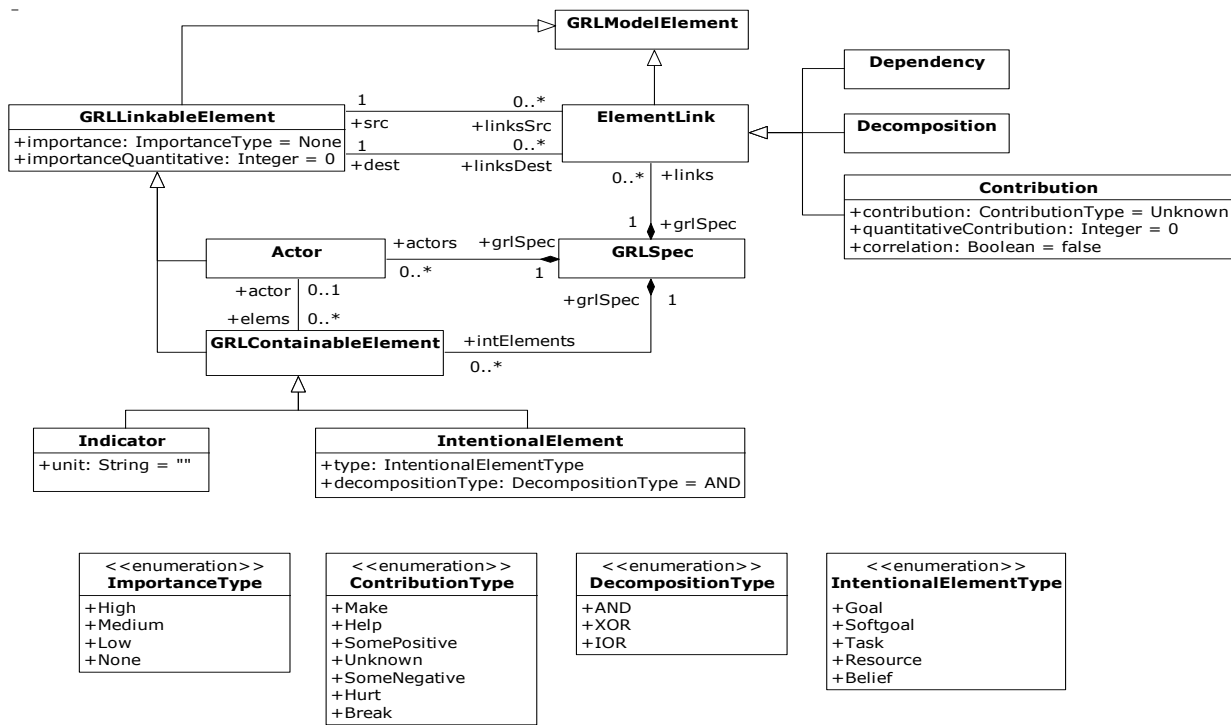 GRLModelElement
Dependency
GRLLinkableElement
+importance: ImportanceType = None
+importanceQuantitative: Integer = 0
1
0..*
+src
+linksSrc
1
0..*
+dest
+linksDest
ElementLink
Decomposition
Contribution
+contribution: ContributionType = Unknown
+quantitativeContribution: Integer = 0
+correlation: Boolean = false
0..*
+links
1
+grlSpec
Actor
+actors
+grlSpec
0..*
1
GRLSpec
+grlSpec
1
+actor
0..1
+elems
0..*
GRLContainableElement
+intElements
0..*
Indicator
+unit: String = ""
IntentionalElement
+type: IntentionalElementType
+decompositionType: DecompositionType = AND
<<enumeration>>
ImportanceType
+High
+Medium
+Low
+None
<<enumeration>>
ContributionType
+Make
+Help
+SomePositive
+Unknown
+SomeNegative
+Hurt
+Break
<<enumeration>>
DecompositionType
+AND
+XOR
+IOR
<<enumeration>>
IntentionalElementType
+Goal
+Softgoal
+Task
+Resource
+Belief